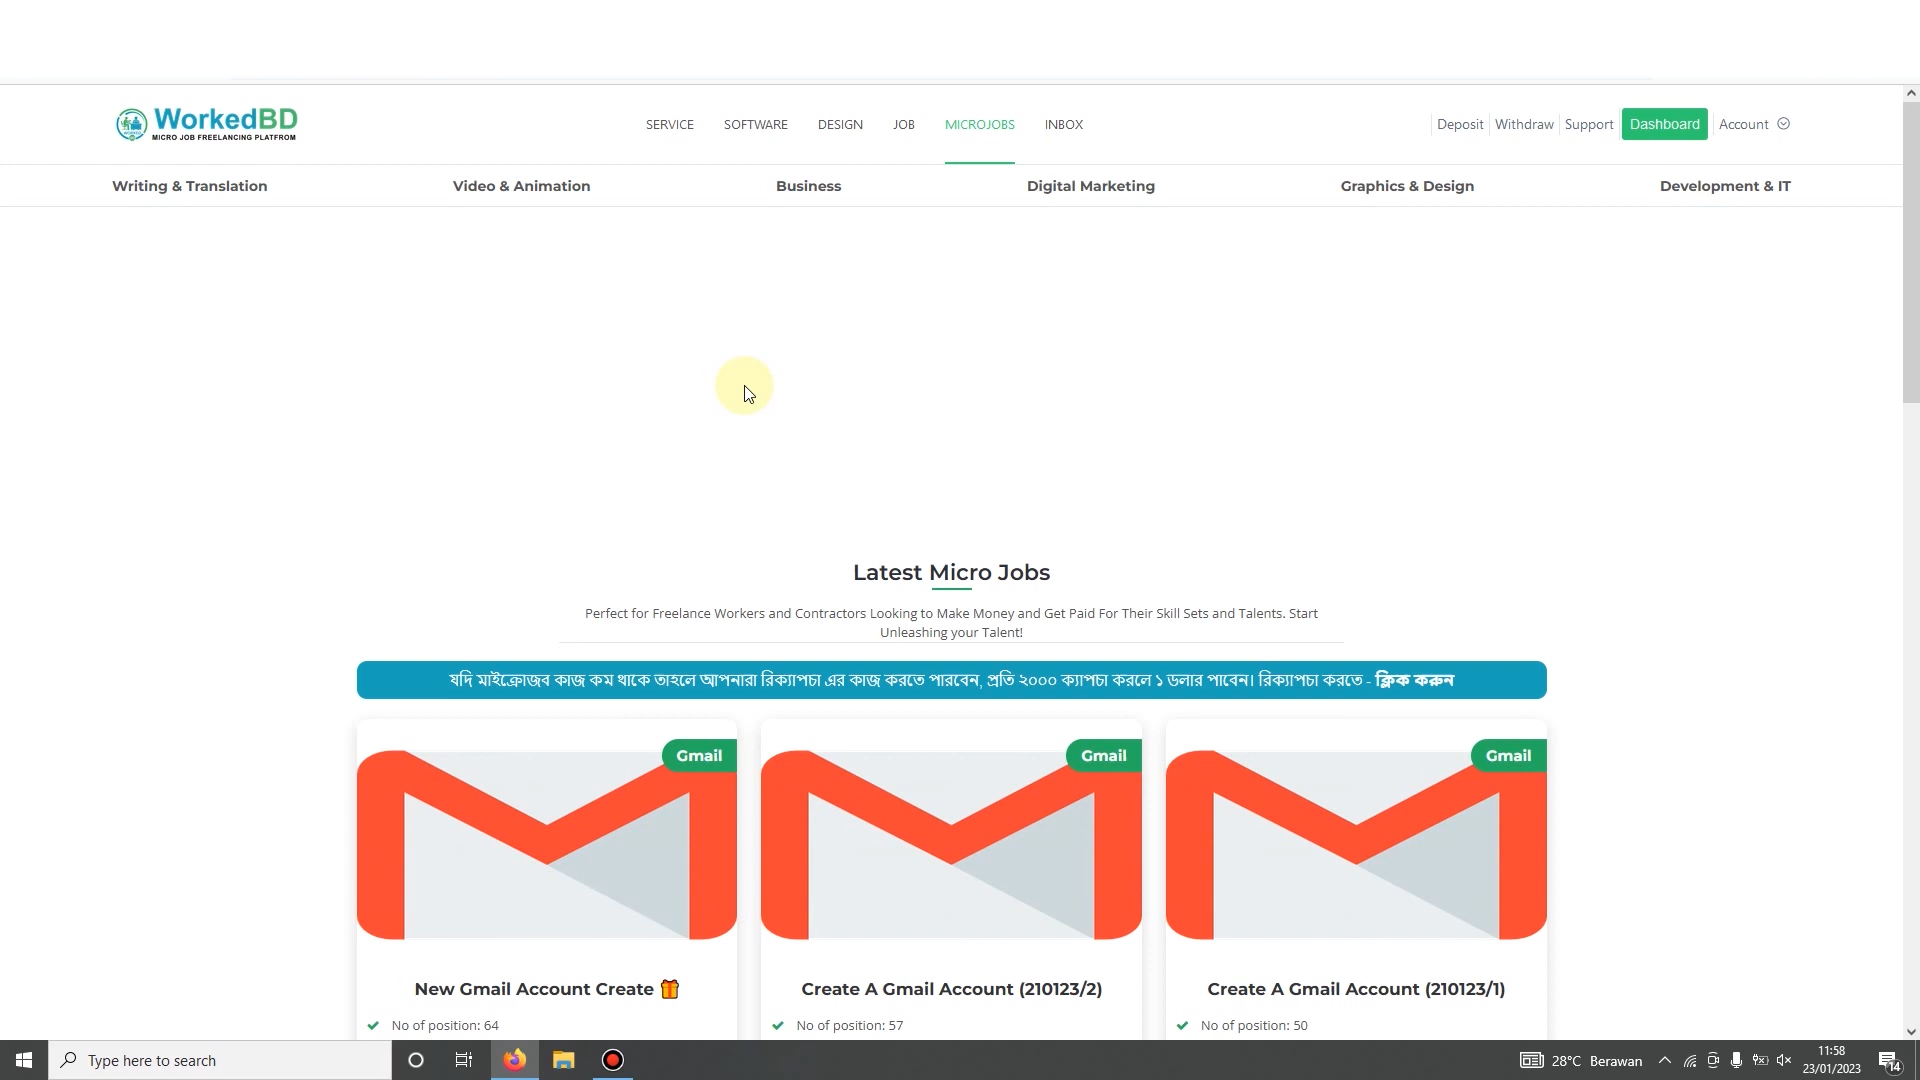 WorkedBD
MICRO JOB FREELANCING PLATFROM
SERVICE SOFTWARE DESIGN JOB MICROJOBS INBOX
Deposit Withdraw Support Dashboard Account
Writing & Translation Video & Animation Business Digital Marketing Graphics & Design Development & IT
Latest Micro Jobs
Perfect for Freelance Workers and Contractors Looking to Make Money and Get Paid For Their Skill Sets and Talents. Start
Unleashing your Talent!
যদি মাইক্রোজব কাজ কম থাকে তাহলে আপনারা রিক্যাপচা এর কাজ করতে পারবেন, প্রতি ২০০০ ক্যাপচা করলে ১ ডলার পাবেন। রিক্যাপচা করতে - ক্লিক করুন
Gmail Gmail Gmail
New Gmail Account Create Create A Gmail Account (210123/2) Create A Gmail Account (210123/1)
No of position: 64 No of position: 57 No of position: 50
Type here to search
28°C Berawan
11:58
23/01/2023
14